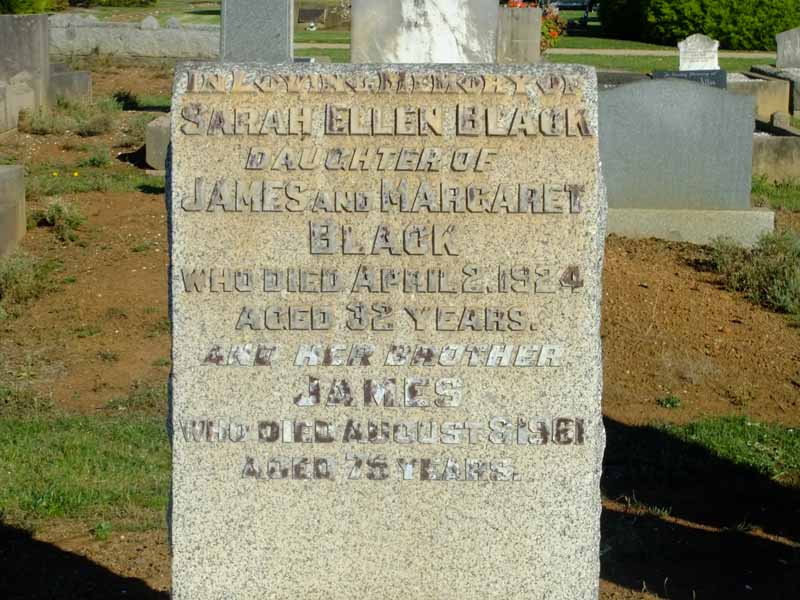 IN LOVING MEMORY OF
SARAH ELLEN BLACK
DAUGHTER OF
JAMES AND MARGARET
BLACK
WHO DIED APRIL 2. 1924
AGED 32 YEARS.
AND HER BROTHER
JAMES
WHO DIED AUGUST 8 1961
AGED 75 YEARS.